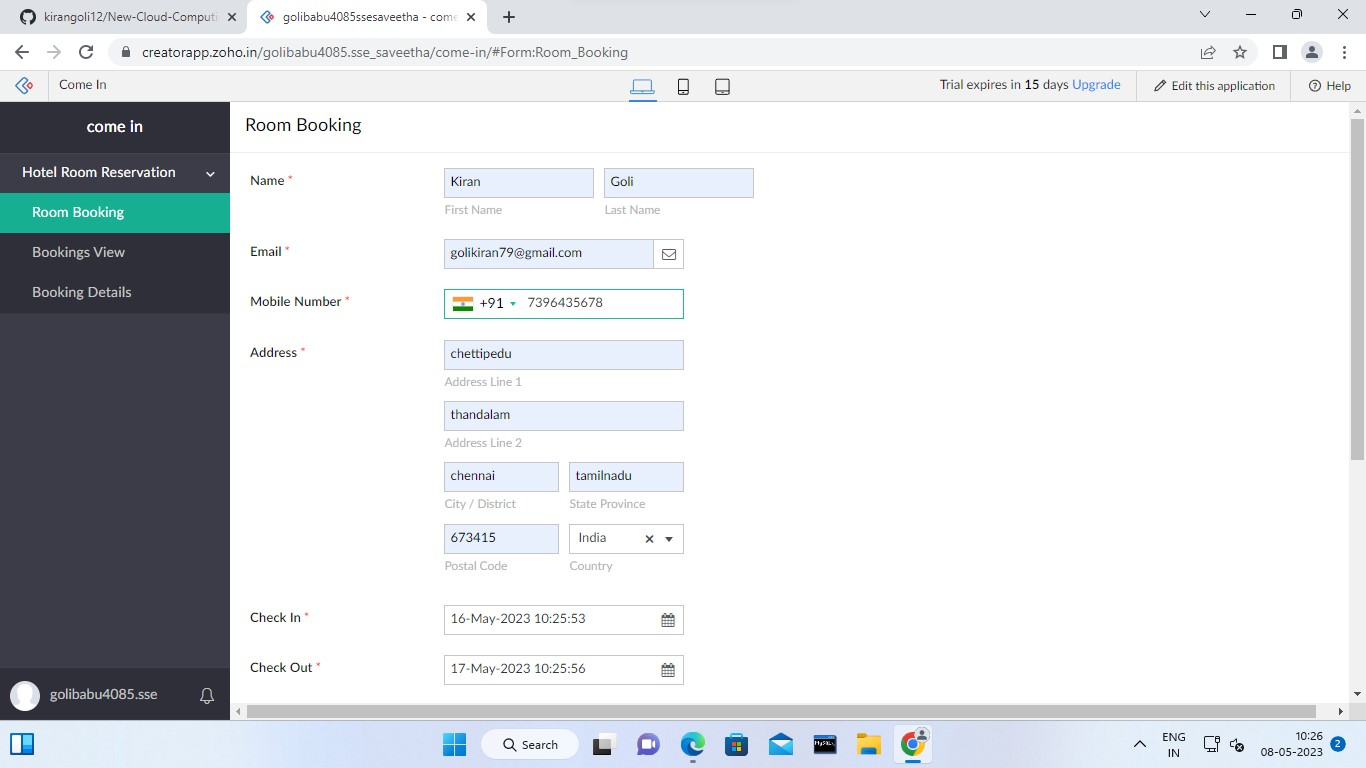 kirangoli12/New-Cloud-Computi
golibabu4085ssesaveetha - come
creatorapp.zoho.in/golibabu4085.sse_saveetha/come-in/#Form:Room_Booking
Come In
Trial expires in 15 days Upgrade
Edit this application
Help
come in
Hotel Room Reservation
Room Booking
Bookings View
Booking Details
golibabu4085.sse
Room Booking
Name *
Kiran
Goli
First Name
Last Name
Email *
golikiran79@gmail.com
Mobile Number *
+91
7396435678
Address *
chettipedu
Address Line 1
thandalam
Address Line 2
chennai
tamilnadu
City / District
State Province
673415
India
Postal Code
Country
Check In *
16-May-2023 10:25:53
Check Out *
17-May-2023 10:25:56
Search
MySQL
ENG
IN
10:26
08-05-2023
2